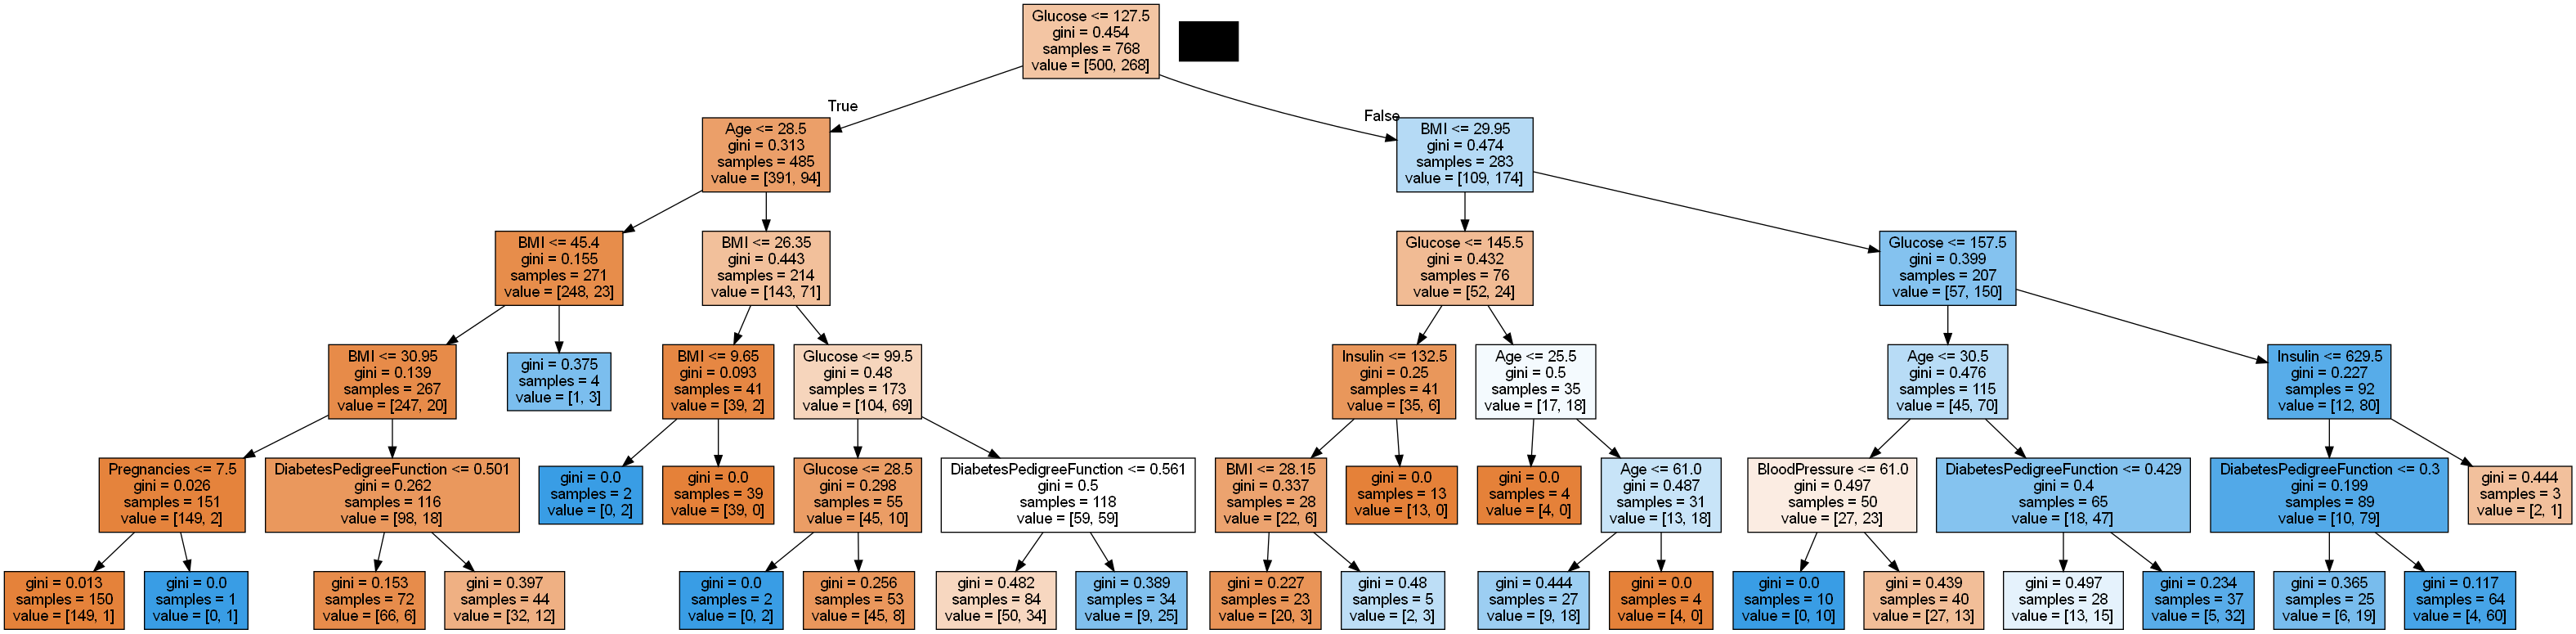 Glucose <= 127.5
gini = 0.454
samples = 768
value = [500, 268]
True
False
Age <= 28.5
gini = 0.313
samples = 485
value = [391, 94]
BMI <= 29.95
gini = 0.474
samples = 283
value = [109, 174]
BMI <= 45.4
gini = 0.155
samples = 271
value = [248, 23]
BMI <= 26.35
gini = 0.443
samples = 214
value = [143, 71]
Glucose <= 145.5
gini = 0.432
samples = 76
value = [52, 24]
Glucose <= 157.5
gini = 0.399
samples = 207
value = [57, 150]
BMI <= 30.95
gini = 0.139
samples = 267
value = [247, 20]
gini = 0.375
samples = 4
value = [1, 3]
BMI <= 9.65
gini = 0.093
samples = 41
value = [39, 2]
Glucose <= 99.5
gini = 0.48
samples = 173
value = [104, 69]
Insulin <= 132.5
gini = 0.25
samples = 41
value = [35, 6]
Age <= 25.5
gini = 0.5
samples = 35
value = [17, 18]
Age <= 30.5
gini = 0.476
samples = 115
value = [45, 70]
Insulin <= 629.5
gini = 0.227
samples = 92
value = [12, 80]
Pregnancies <= 7.5
gini = 0.026
samples = 151
value = [149, 2]
DiabetesPedigreeFunction <= 0.501
gini = 0.262
samples = 116
value = [98, 18]
gini = 0.0
samples = 2
value = [0, 2]
gini = 0.0
samples = 39
value = [39, 0]
Glucose <= 28.5
gini = 0.298
samples = 55
value = [45, 10]
DiabetesPedigreeFunction <= 0.561
gini = 0.5
samples = 118
value = [59, 59]
BMI <= 28.15
gini = 0.337
samples = 28
value = [22, 6]
gini = 0.0
samples = 13
value = [13, 0]
gini = 0.0
samples = 4
value = [4, 0]
Age <= 61.0
gini = 0.487
samples = 31
value = [13, 18]
BloodPressure <= 61.0
gini = 0.497
samples = 50
value = [27, 23]
DiabetesPedigreeFunction <= 0.429
gini = 0.4
samples = 65
value = [18, 47]
DiabetesPedigreeFunction <= 0.3
gini = 0.199
samples = 89
value = [10, 79]
gini = 0.444
samples = 3
value = [2, 1]
gini = 0.013
samples = 150
value = [149, 1]
gini = 0.0
samples = 1
value = [0, 1]
gini = 0.153
samples = 72
value = [66, 6]
gini = 0.397
samples = 44
value = [32, 12]
gini = 0.0
samples = 2
value = [0, 2]
gini = 0.256
samples = 53
value = [45, 8]
gini = 0.482
samples = 84
value = [50, 34]
gini = 0.389
samples = 34
value = [9, 25]
gini = 0.227
samples = 23
value = [20, 3]
gini = 0.48
samples = 5
value = [2, 3]
gini = 0.444
samples = 27
value = [9, 18]
gini = 0.0
samples = 4
value = [4, 0]
gini = 0.0
samples = 10
value = [0, 10]
gini = 0.439
samples = 40
value = [27, 13]
gini = 0.497
samples = 28
value = [13, 15]
gini = 0.234
samples = 37
value = [5, 32]
gini = 0.365
samples = 25
value = [6, 19]
gini = 0.117
samples = 64
value = [4, 60]